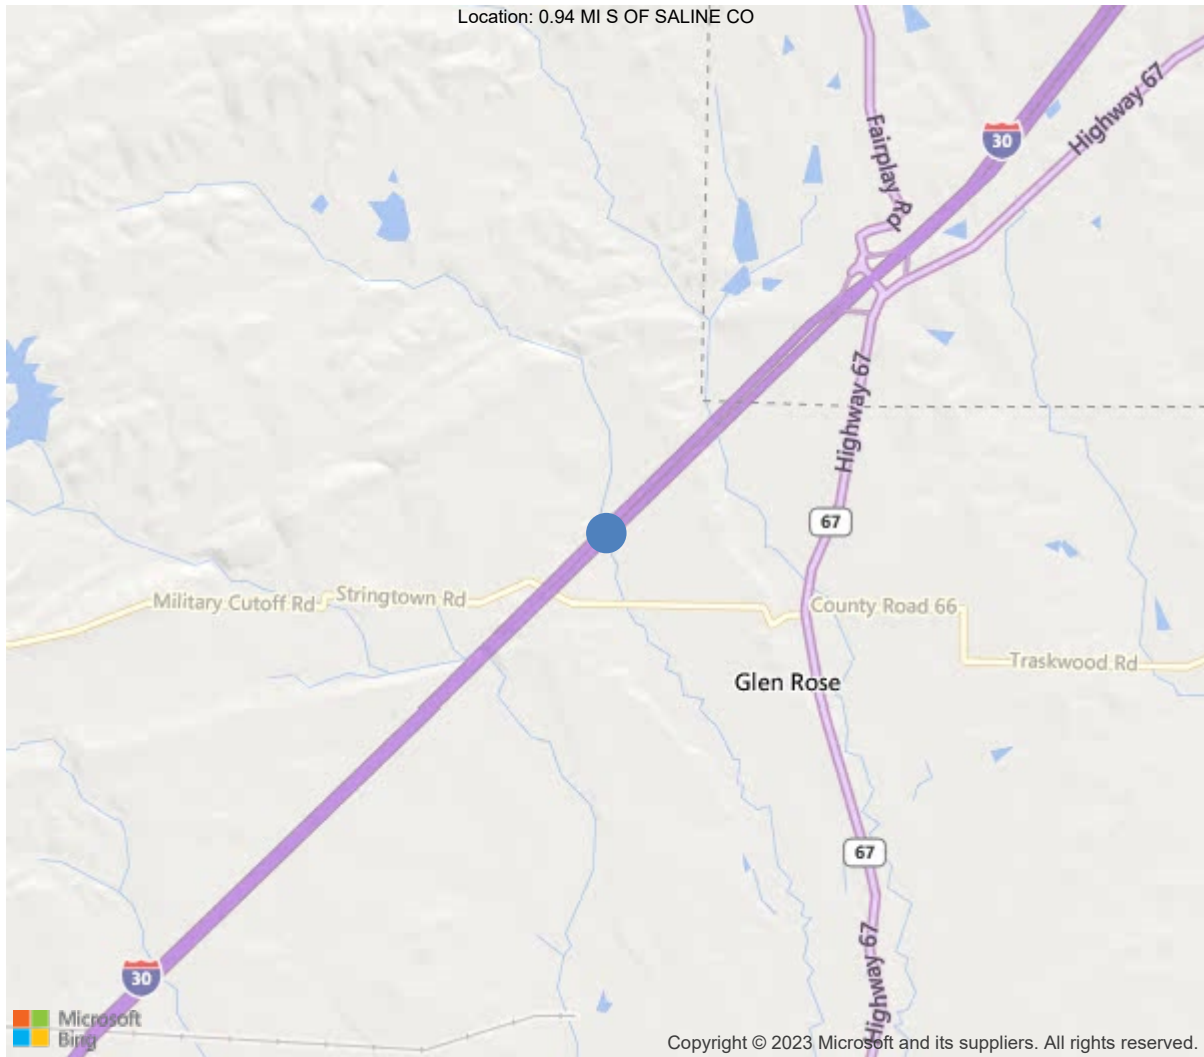 Location: 0.94 MI S OF SALINE CO
Highway 67
Fairplay Rd
30
Highway 67
67
Military Cutoff Rd
Stringtown Rd
County Road 66
Traskwood Rd
Glen Rose
67
Highway 67
30
Microsoft
Bing
Copyright © 2023 Microsoft and its suppliers. All rights reserved.